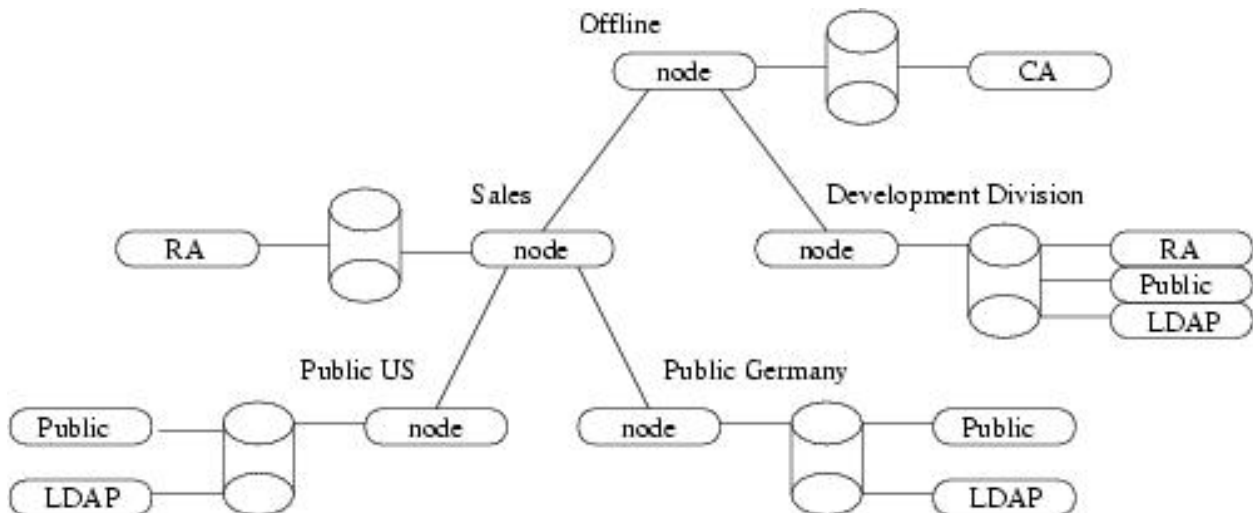 Offline
node
CA
Sales
Development Division
RA
node
node
RA
Public
LDAP
Public US
Public Germany
Public
node
node
Public
LDAP
LDAP